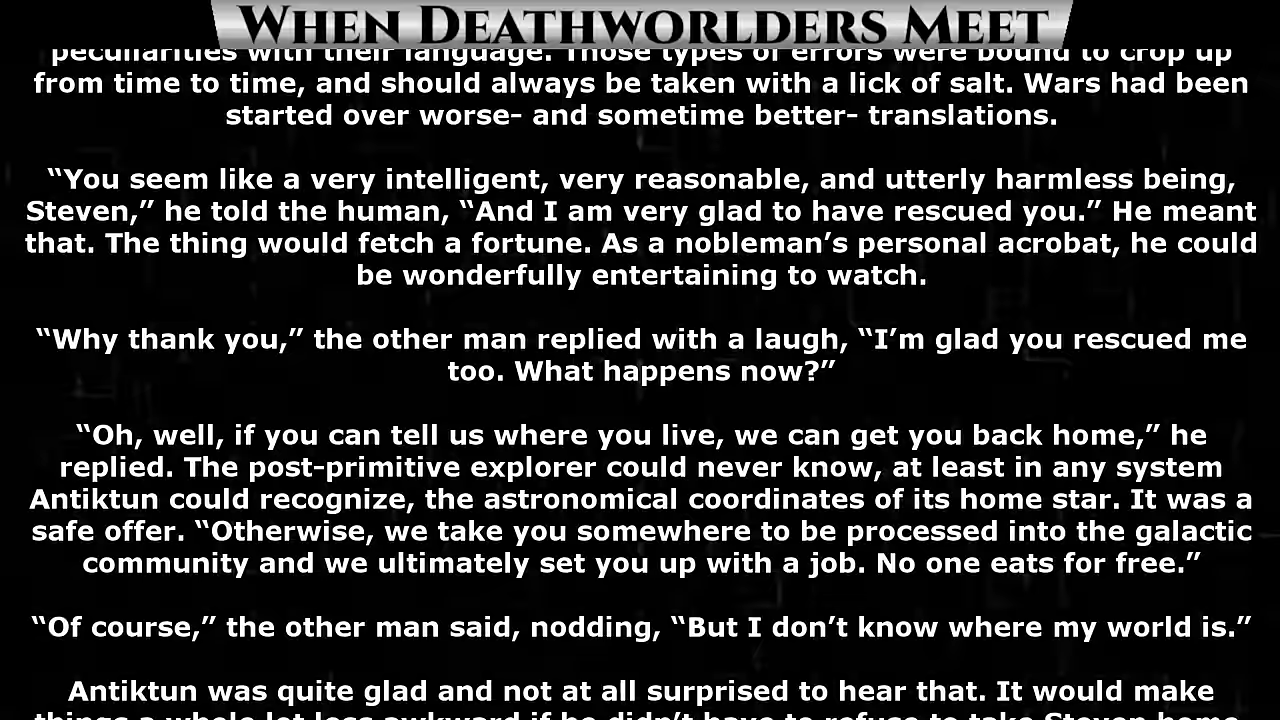 When Deathworlders Meet
peculiarities with their language. Those types of errors were bound to crop up
from time to time, and should always be taken with a lick of salt. Wars had been
started over worse- and sometime better- translations.
“You seem like a very intelligent, very reasonable, and utterly harmless being,
Steven,” he told the human, “And I am very glad to have rescued you.” He meant
that. The thing would fetch a fortune. As a nobleman’s personal acrobat, he could
be wonderfully entertaining to watch.
“Why thank you,” the other man replied with a laugh, “I’m glad you rescued me
too. What happens now?”
“Oh, well, if you can tell us where you live, we can get you back home,” he
replied. The post-primitive explorer could never know, at least in any system
Antiktun could recognize, the astronomical coordinates of its home star. It was a
safe offer. “Otherwise, we take you somewhere to be processed into the galactic
community and we ultimately set you up with a job. No one eats for free.”
“Of course,” the other man said, nodding, “But I don’t know where my world is.”
Antiktun was quite glad and not at all surprised to hear that. It would make
things a whole lot less awkward if he didn’t have to refuse to take Steven home